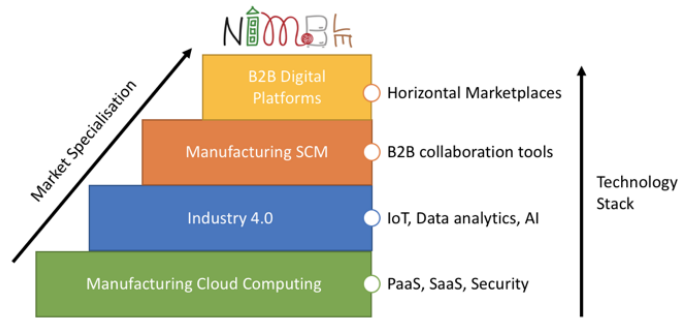 NIMBLE
Market Specialisation
B2B Digital
Platforms
Horizontal Marketplaces
Manufacturing SCM
B2B collaboration tools
Industry 4.0
IoT, Data analytics, AI
Manufacturing Cloud Computing
PaaS, SaaS, Security
Technology
Stack